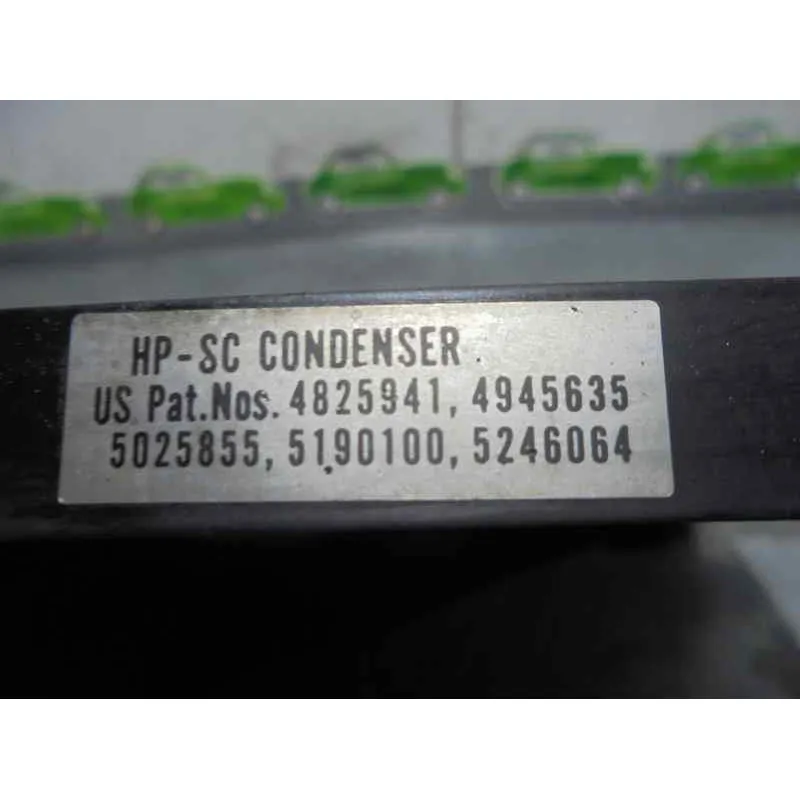 HP-SC CONDENSER
US Pat.Nos. 4825941, 4945635
5025855, 5190100, 5246064